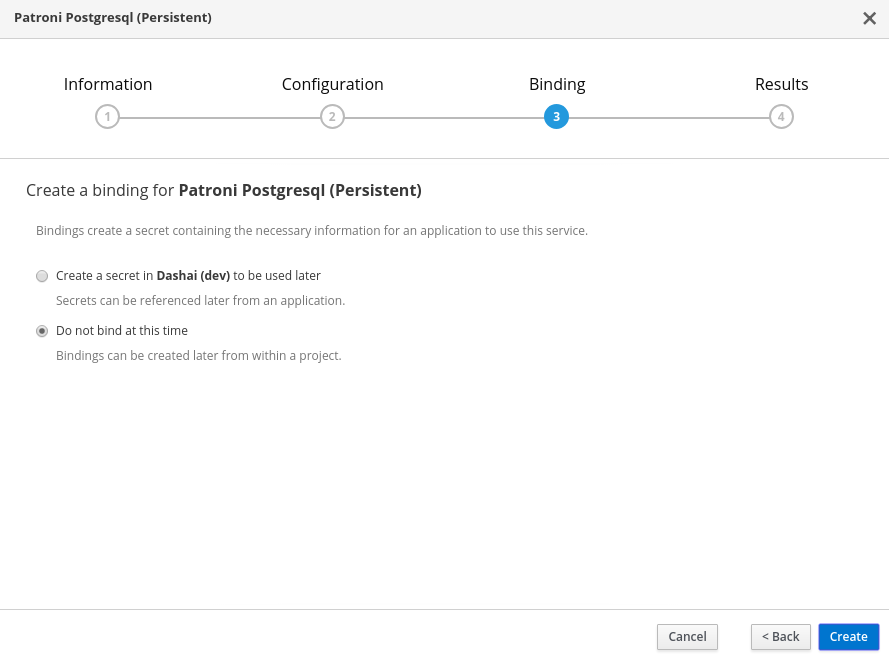 Patroni Postgresql (Persistent)
Information Configuration Binding Results
1 2 3 4
Create a binding for Patroni Postgresql (Persistent)
Bindings create a secret containing the necessary information for an application to use this service.
Create a secret in Dashai (dev) to be used later
Secrets can be referenced later from an application.
Do not bind at this time
Bindings can be created later from within a project.
Cancel < Back Create